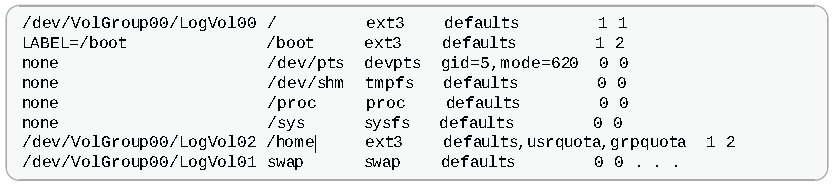 /dev/VolGroup00/LogVol00 / ext3 defaults 1 1
LABEL=/boot /boot ext3 defaults 1 2
none /dev/pts devpts gid=5,mode=620 0 0
none /dev/shm tmpfs defaults 0 0
none /proc proc defaults 0 0
none /sys sysfs defaults 0 0
/dev/VolGroup00/LogVol02 /home ext3 defaults,usrquota,grpquota 1 2
/dev/VolGroup00/LogVol01 swap swap defaults 0 0 . . .